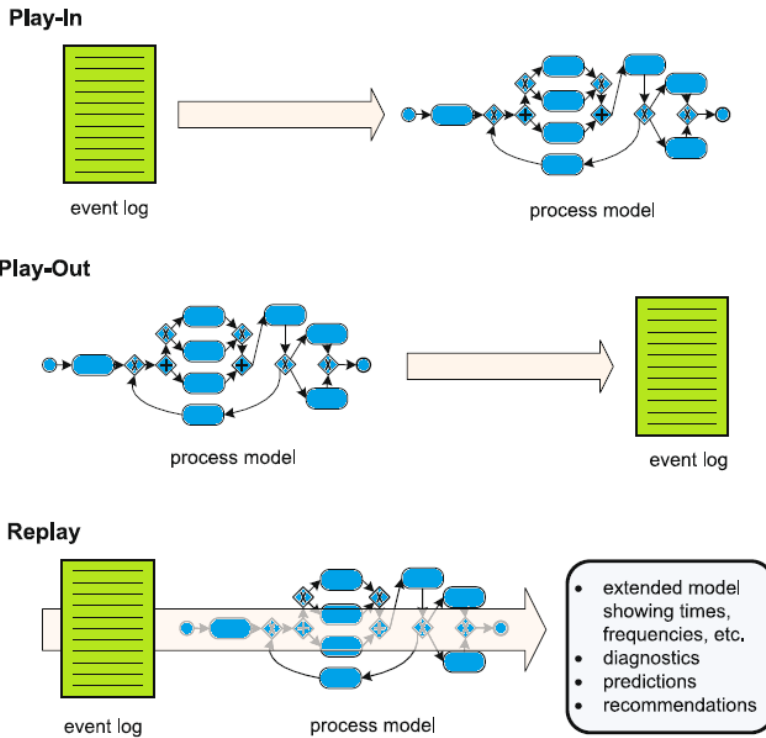 Play-In
event log
process model
Play-Out
process model
event log
Replay
event log
process model
• extended model
showing times,
frequencies, etc.
• diagnostics
• predictions
• recommendations